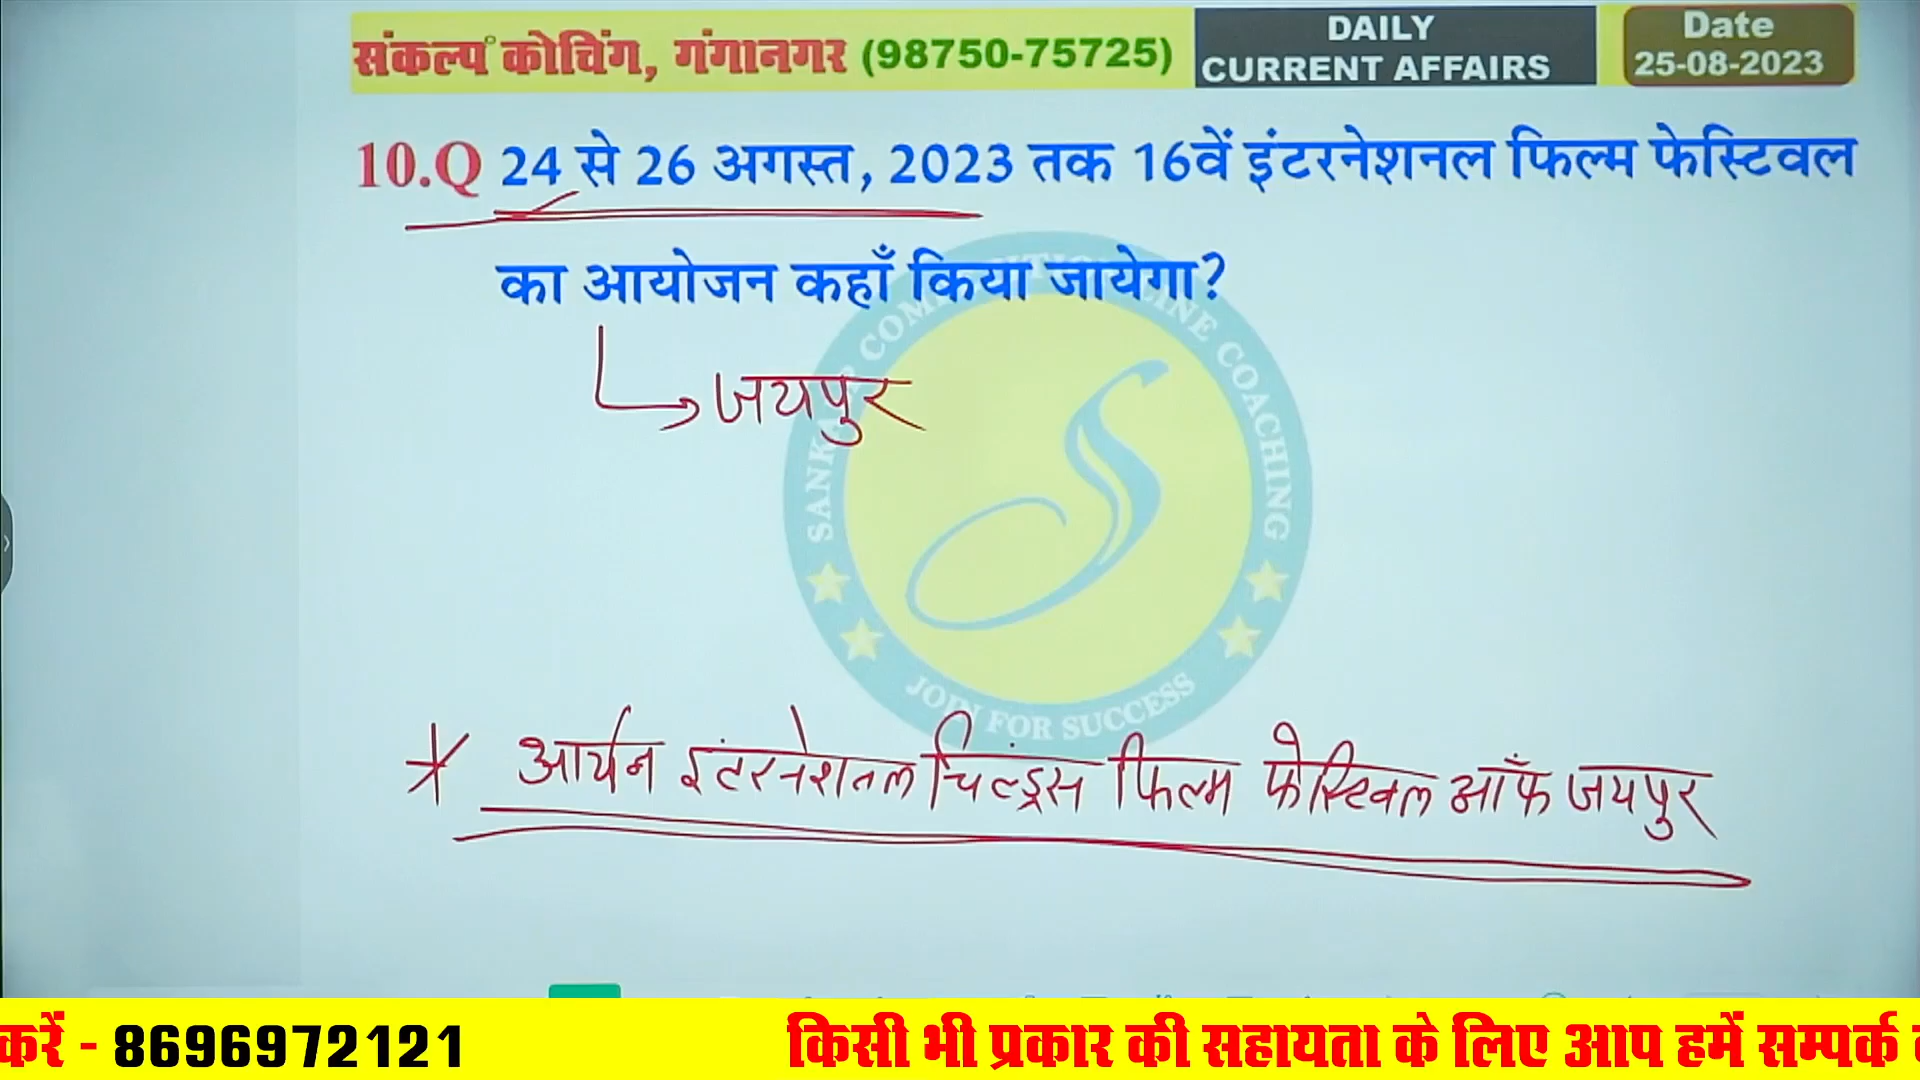 संकल्प कोचिंग, गंगानगर (98750-75725)
DAILY
CURRENT AFFAIRS
Date
25-08-2023
10.Q 24 से 26 अगस्त, 2023 तक 16वें इंटरनेशनल फिल्म फेस्टिवल
का आयोजन कहाँ किया जायेगा?
जयपुर
COACHING
JOIN FOR SUCCESS
* आर्यन इंटरनेशनल चिल्ड्रंस फिल्म फेस्टिवल ऑफ जयपुर
करें - 8696972121
किसी भी प्रकार की सहायता के लिए आप हमें सम्पर्क